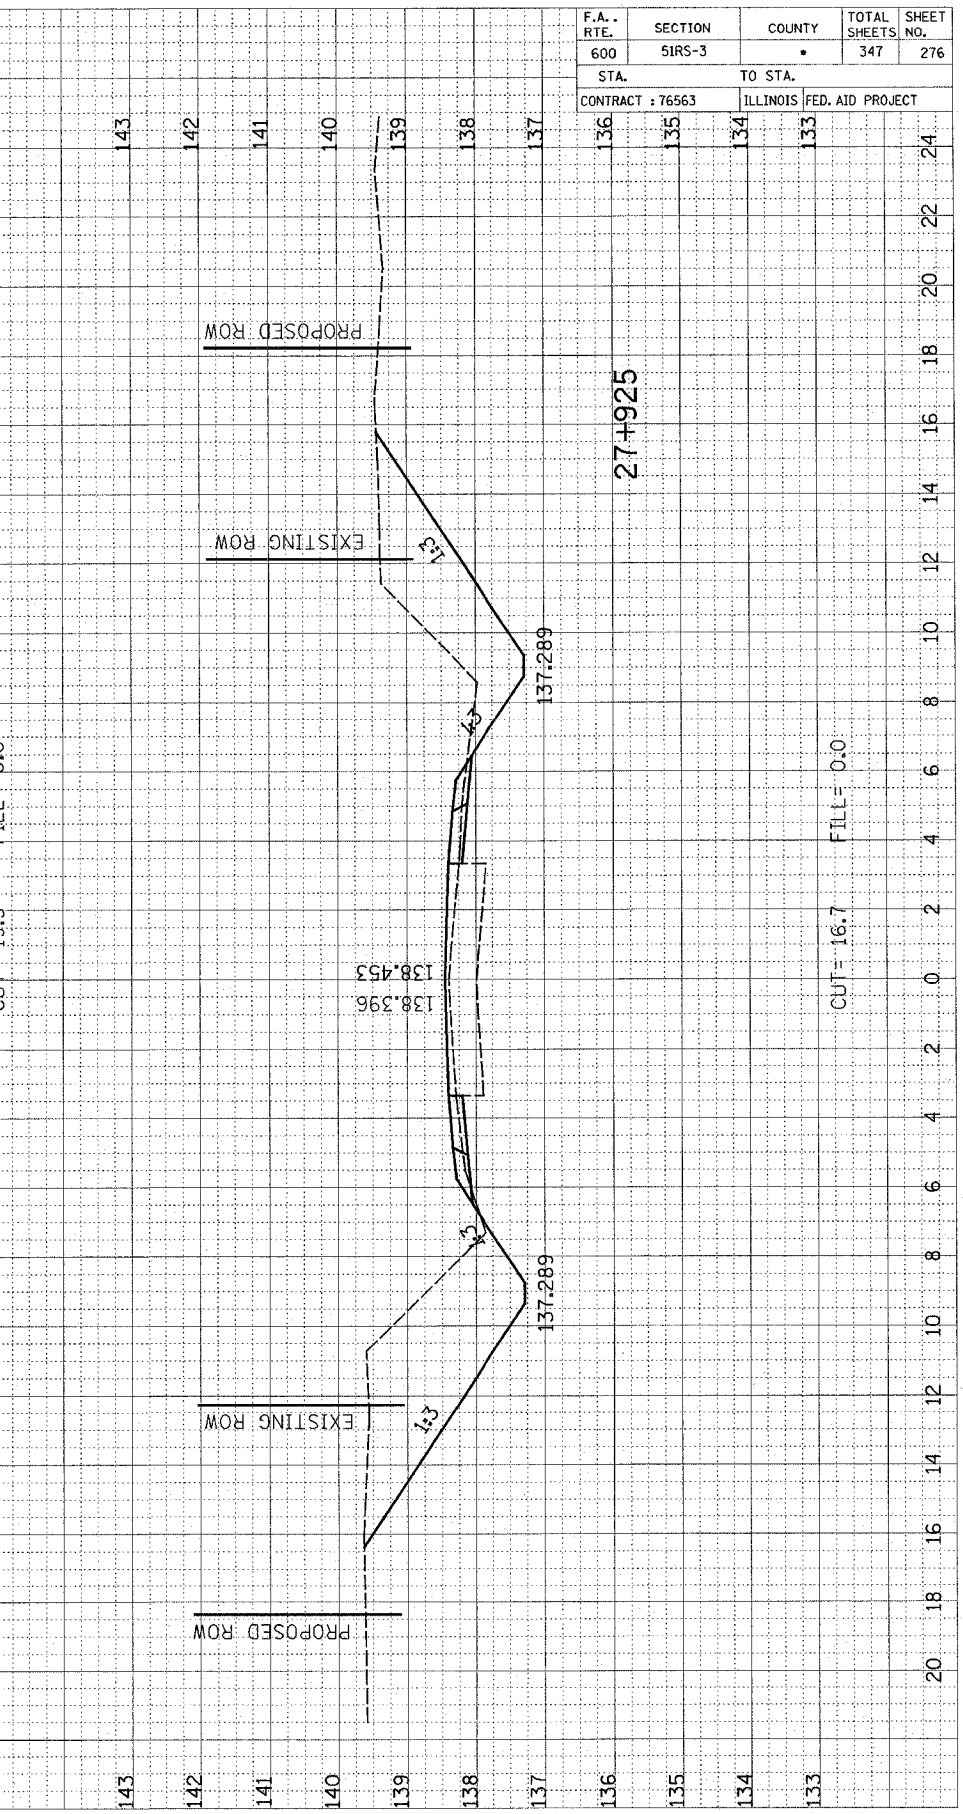 F.A.. RTE. SECTION COUNTY TOTAL SHEETS SHEET NO.
600 51RS-3 * 347 276
STA. TO STA.
CONTRACT : 76563 ILLINOIS FED. AID PROJECT
143 142 141 140 139 138 137 136 135 134 133
24
22
20
18
16
14
12
10
8
6
4
2
0
2
4
6
8
10
12
14
16
18
20
PROPOSED ROW
EXISTING ROW
27+925
1:3
137.289
1:3
138.453
138.396
CUT= 16.7 FILL= 0.0
137.289
1:3
EXISTING ROW
PROPOSED ROW
143 142 141 140 139 138 137 136 135 134 133